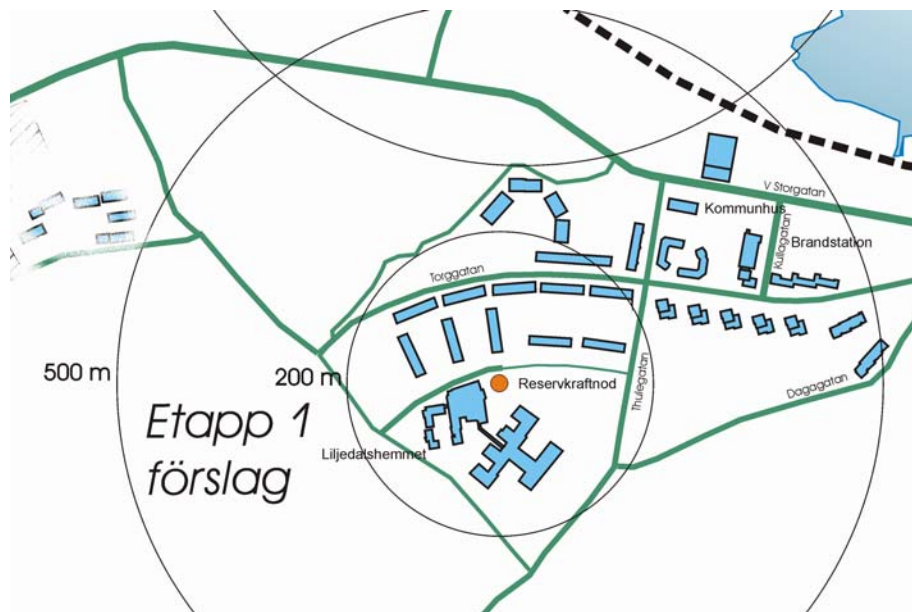 V Storgatan
Kommunhus
Kullagatan
Brandstation
Torggatan
500 m
200 m
Reservkraftnod
Thulegatan
Dagagatan
Etapp 1
förslag
Liljedalshemmet